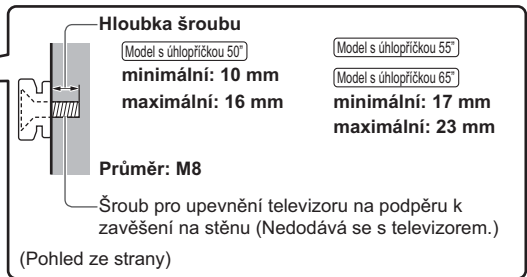 Hloubka šroubu
Model s úhlopříčkou 50"
minimální: 10 mm
maximální: 16 mm
Model s úhlopříčkou 55"
Model s úhlopříčkou 65"
minimální: 17 mm
maximální: 23 mm
Průměr: M8
Šroub pro upevnění televizoru na podpěru k
zavěšení na stěnu (Nedodává se s televizorem.)
(Pohled ze strany)